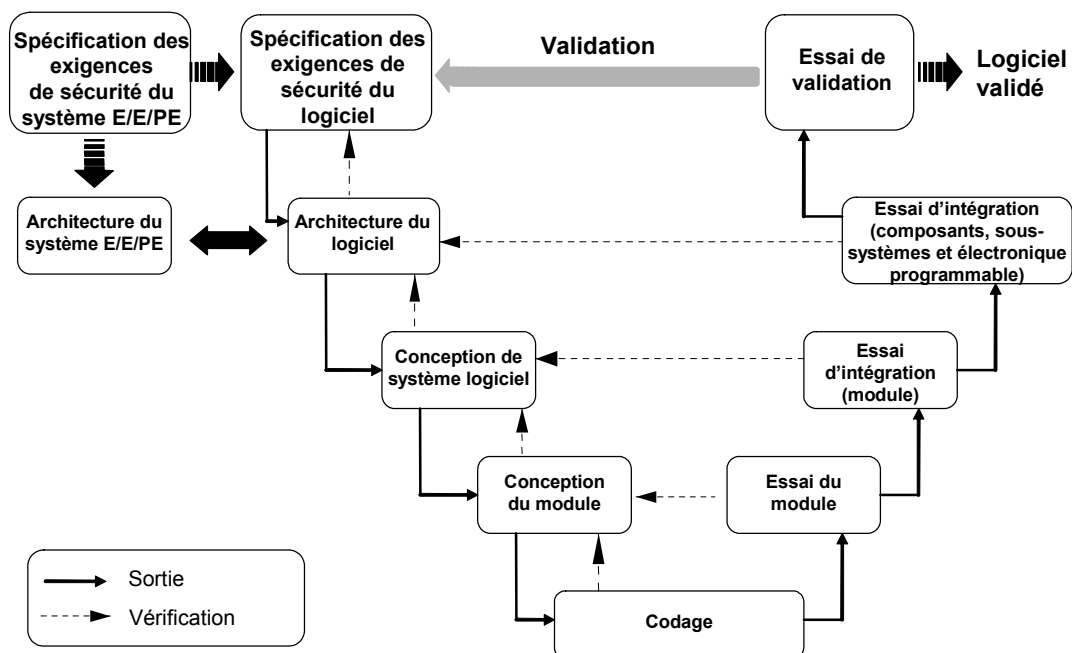 Spécification des
exigences
de sécurité du
système E/E/PE
Spécification des
exigences de
sécurité du
logiciel
Validation
Essai de
validation
Logiciel
validé
Architecture du
système E/E/PE
Architecture du
logiciel
Essai d'intégration
(composants, sous-
systèmes et électronique
programmable)
Conception de
système logiciel
Essai
d'intégration
(module)
Conception
du module
Essai du
module
Codage
Sortie
Vérification